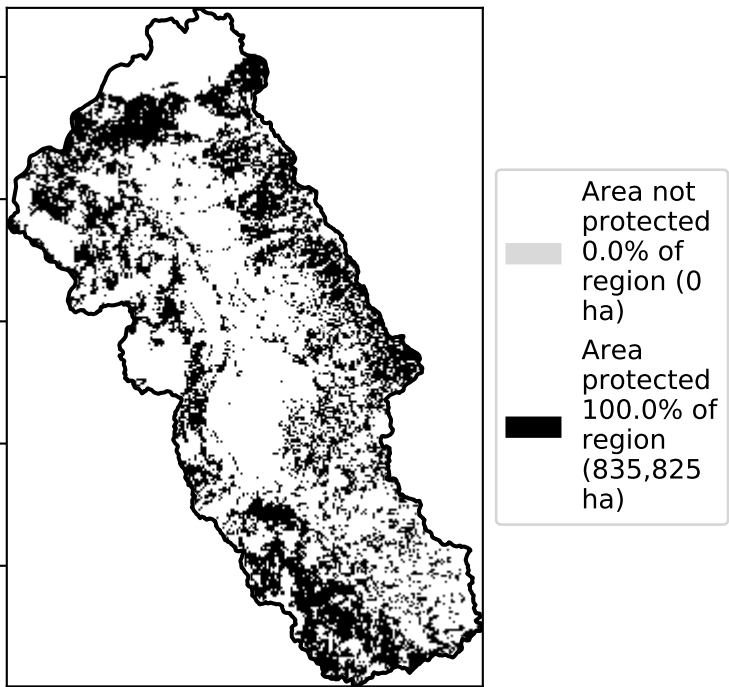 Area not
protected
0.0% of
region (0
ha)
Area
protected
100.0% of
region
(835,825
ha)